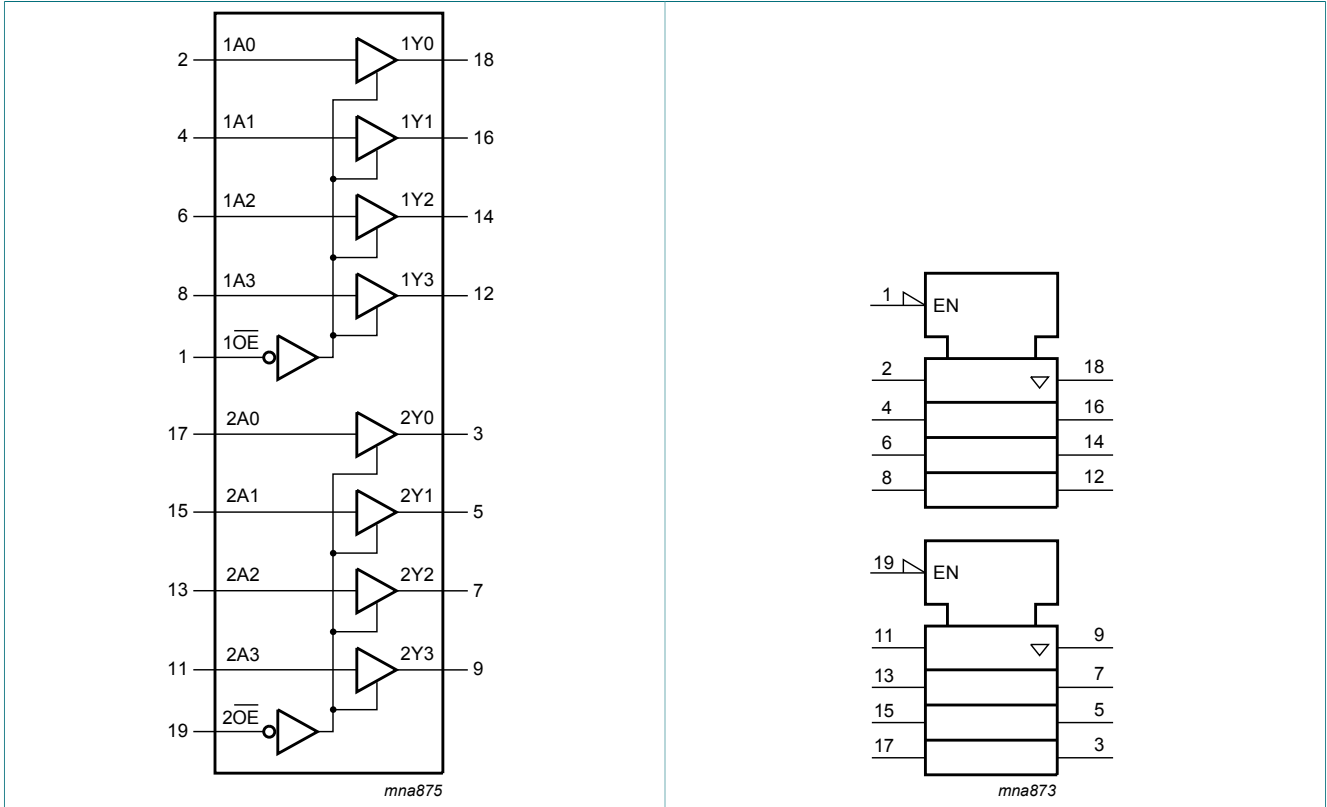 2 1A0 1Y0 18
4 1A1 1Y1 16
6 1A2 1Y2 14
8 1A3 1Y3 12
1 1O̅E̅
17 2A0 2Y0 3
15 2A1 2Y1 5
13 2A2 2Y2 7
11 2A3 2Y3 9
19 2O̅E̅
mna875
1 EN
2 18
4 16
6 14
8 12
19 EN
11 9
13 7
15 5
17 3
mna873